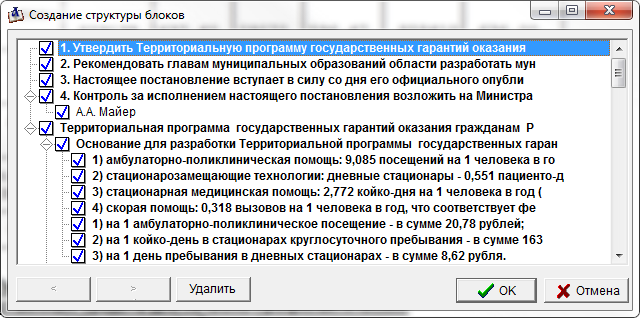 Создание структуры блоков
1. Утвердить Территориальную программу государственных гарантий оказания
2. Рекомендовать главам муниципальных образований области разработать мун
3. Настоящее постановление вступает в силу со дня его официального опубли
4. Контроль за исполнением настоящего постановления возложить на Министра
А.А. Майер
Территориальная программа государственных гарантий оказания гражданам Р
Основание для разработки Территориальной программы государственных гаран
1) амбулаторно-поликлиническая помощь: 9,085 посещений на 1 человека в го
2) стационарозамещающие технологии: дневные стационары - 0,551 пациенто-д
3) стационарная медицинская помощь: 2,772 койко-дня на 1 человека в год (
4) скорая помощь: 0,318 вызовов на 1 человека в год, что соответствует фе
1) на 1 амбулаторно-поликлиническое посещение - в сумме 20,78 рублей;
2) на 1 койко-день в стационарах круглосуточного пребывания - в сумме 163
3) на 1 день пребывания в дневных стационарах - в сумме 8,62 рубля.
< > Удалить OK Отмена